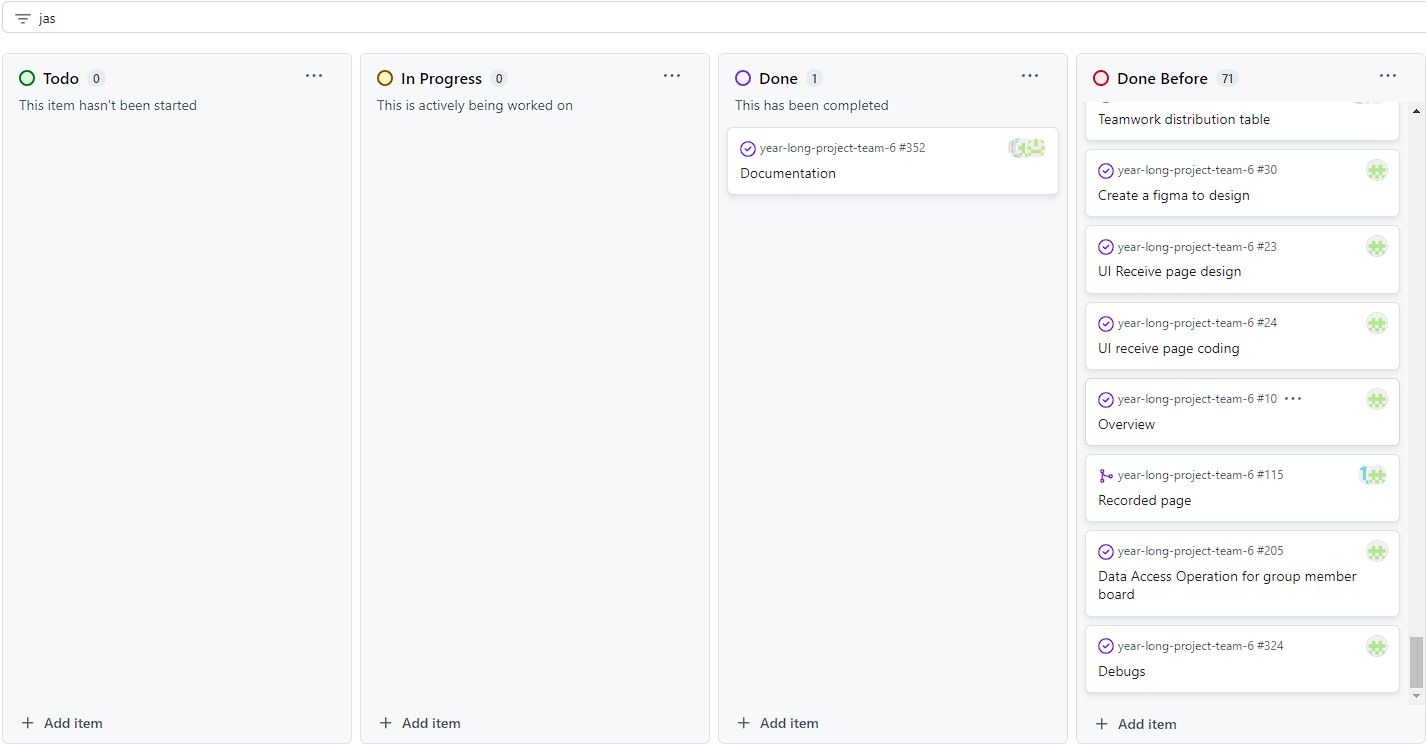 jas
Todo 0 ...
This item hasn't been started
+ Add item
In Progress 0 ...
This is actively being worked on
+ Add item
Done 1 ...
This has been completed
year-long-project-team-6 #352
Documentation
+ Add item
Done Before 71 ...
Teamwork distribution table
year-long-project-team-6 #30
Create a figma to design
year-long-project-team-6 #23
UI Receive page design
year-long-project-team-6 #24
UI receive page coding
year-long-project-team-6 #10 ...
Overview
year-long-project-team-6 #115
Recorded page
year-long-project-team-6 #205
Data Access Operation for group member
board
year-long-project-team-6 #324
Debugs
+ Add item